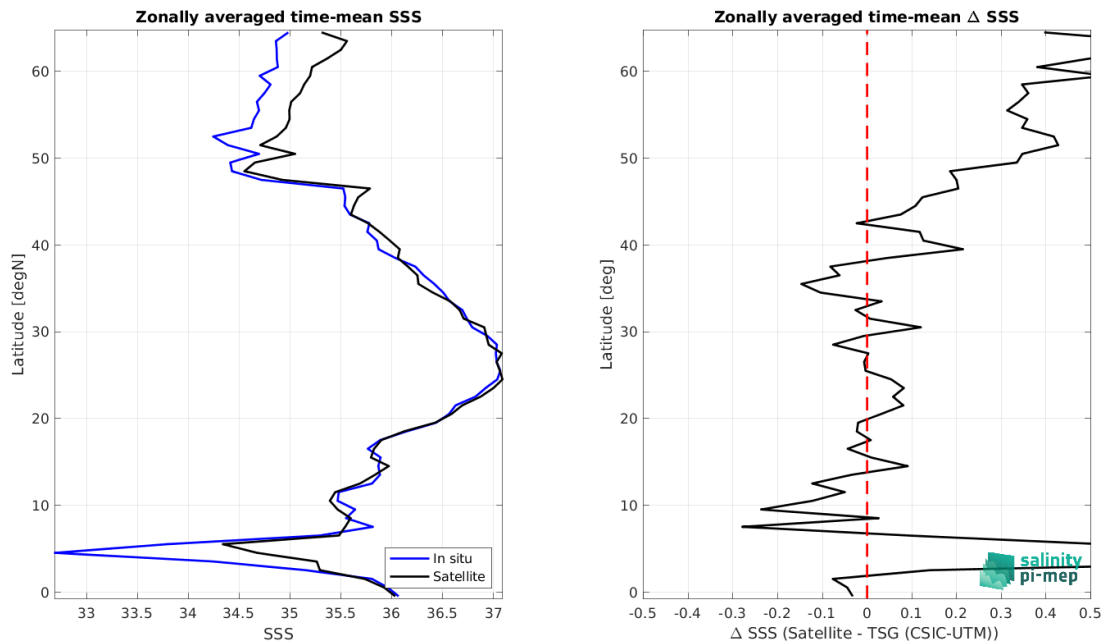 Zonally averaged time-mean SSS
60
50
40
30
20
10
0
Latitude [degN]
33 33.5 34 34.5 35 35.5 36 36.5 37
SSS
In situ
Satellite
Zonally averaged time-mean Δ SSS
60
50
40
30
20
10
0
Latitude [deg]
-0.5 -0.4 -0.3 -0.2 -0.1 0 0.1 0.2 0.3 0.4 0.5
Δ SSS (Satellite - TSG (CSIC-UTM))
salinity
pi-mep